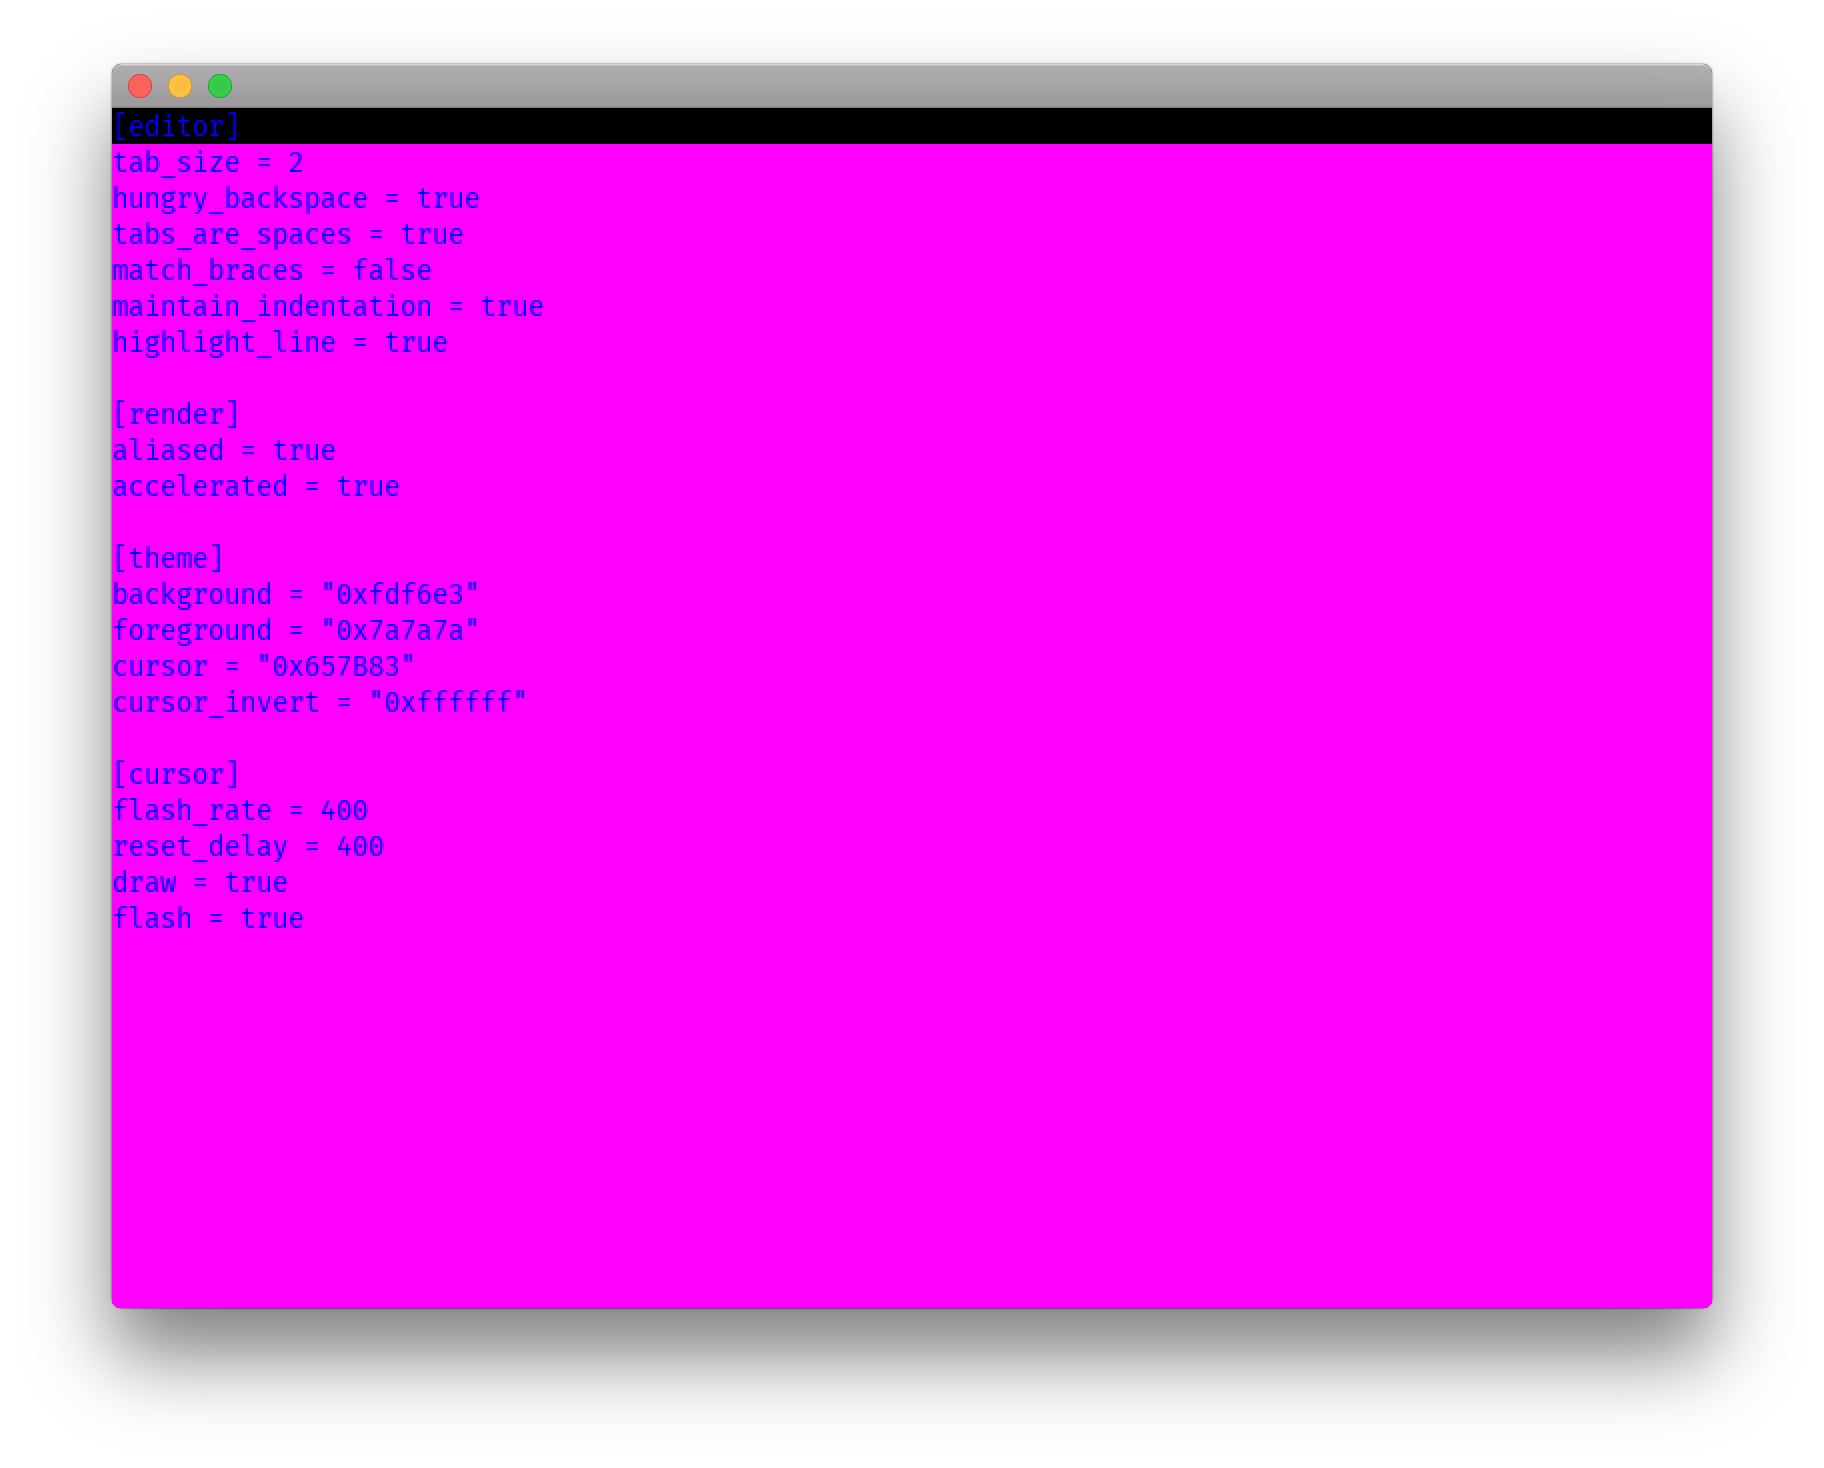 [editor]
tab_size = 2
hungry_backspace = true
tabs_are_spaces = true
match_braces = false
maintain_indentation = true
highlight_line = true

[render]
aliased = true
accelerated = true

[theme]
background = "0xfdf6e3"
foreground = "0x7a7a7a"
cursor = "0x657B83"
cursor_invert = "0xffffff"

[cursor]
flash_rate = 400
reset_delay = 400
draw = true
flash = true